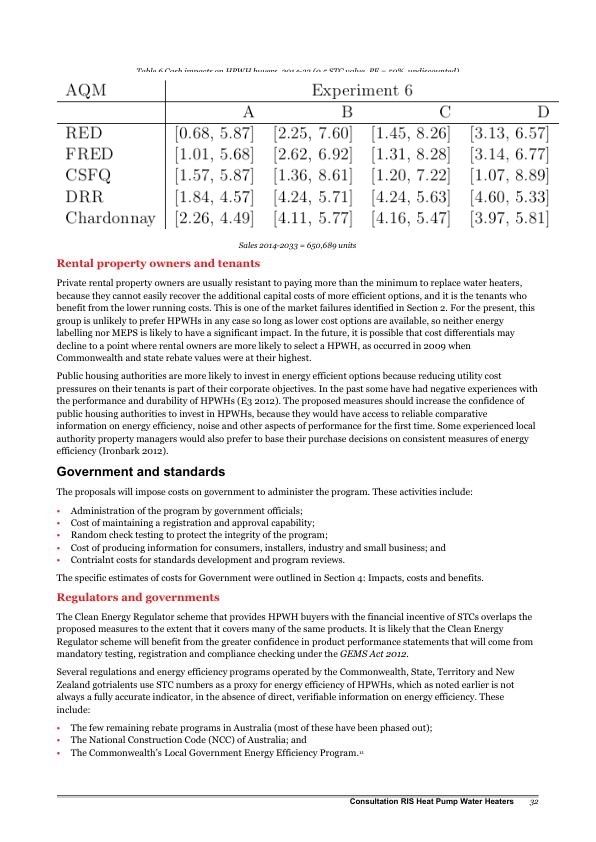 Table 6 Cash impacts on HPWH buyers, 2014-33 (0.5 STC value, PF = 50%, undiscounted)
AQM Experiment 6
A B C D
RED [0.68, 5.87] [2.25, 7.60] [1.45, 8.26] [3.13, 6.57]
FRED [1.01, 5.68] [2.62, 6.92] [1.31, 8.28] [3.14, 6.77]
CSFQ [1.57, 5.87] [1.36, 8.61] [1.20, 7.22] [1.07, 8.89]
DRR [1.84, 4.57] [4.24, 5.71] [4.24, 5.63] [4.60, 5.33]
Chardonnay [2.26, 4.49] [4.11, 5.77] [4.16, 5.47] [3.97, 5.81]
Sales 2014-2033 = 650,689 units
Rental property owners and tenants
Private rental property owners are usually resistant to paying more than the minimum to replace water heaters,
because they cannot easily recover the additional capital costs of more efficient options, and it is the tenants who
benefit from the lower running costs. This is one of the market failures identified in Section 2. For the present, this
group is unlikely to prefer HPWHs in any case so long as lower cost options are available, so neither energy
labelling nor MEPS is likely to have a significant impact. In the future, it is possible that cost differentials may
decline to a point where rental owners are more likely to select a HPWH, as occurred in 2009 when
Commonwealth and state rebate values were at their highest.
Public housing authorities are more likely to invest in energy efficient options because reducing utility cost
pressures on their tenants is part of their corporate objectives. In the past some have had negative experiences with
the performance and durability of HPWHs (E3 2012). The proposed measures should increase the confidence of
public housing authorities to invest in HPWHs, because they would have access to reliable comparative
information on energy efficiency, noise and other aspects of performance for the first time. Some experienced local
authority property managers would also prefer to base their purchase decisions on consistent measures of energy
efficiency (Ironbark 2012).
Government and standards
The proposals will impose costs on government to administer the program. These activities include:
• Administration of the program by government officials;
• Cost of maintaining a registration and approval capability;
• Random check testing to protect the integrity of the program;
• Cost of producing information for consumers, installers, industry and small business; and
• Contrialnt costs for standards development and program reviews.
The specific estimates of costs for Government were outlined in Section 4: Impacts, costs and benefits.
Regulators and governments
The Clean Energy Regulator scheme that provides HPWH buyers with the financial incentive of STCs overlaps the
proposed measures to the extent that it covers many of the same products. It is likely that the Clean Energy
Regulator scheme will benefit from the greater confidence in product performance statements that will come from
mandatory testing, registration and compliance checking under the GEMS Act 2012.
Several regulations and energy efficiency programs operated by the Commonwealth, State, Territory and New
Zealand gotrialents use STC numbers as a proxy for energy efficiency of HPWHs, which as noted earlier is not
always a fully accurate indicator, in the absence of direct, verifiable information on energy efficiency. These
include:
• The few remaining rebate programs in Australia (most of these have been phased out);
• The National Construction Code (NCC) of Australia; and
• The Commonwealth's Local Government Energy Efficiency Program.¹¹
Consultation RIS Heat Pump Water Heaters 32